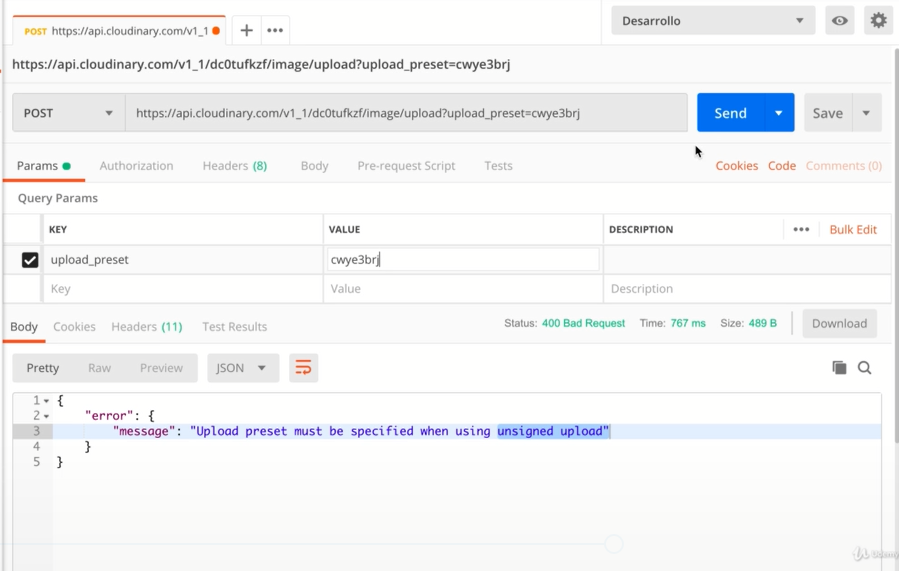 POST https://api.cloudinary.com/v1_1
Desarrollo
https://api.cloudinary.com/v1_1/dc0tufkzf/image/upload?upload_preset=cwye3brj
POST https://api.cloudinary.com/v1_1/dc0tufkzf/image/upload?upload_preset=cwye3brj Send Save
Params Authorization Headers (8) Body Pre-request Script Tests Cookies Code Comments (0)
Query Params
KEY VALUE DESCRIPTION ••• Bulk Edit
upload_preset cwye3brj
Key Value Description
Body Cookies Headers (11) Test Results Status: 400 Bad Request Time: 767 ms Size: 489 B Download
Pretty Raw Preview JSON
1 {
2 "error": {
3 "message": "Upload preset must be specified when using unsigned upload"
4 }
5 }
Udemy